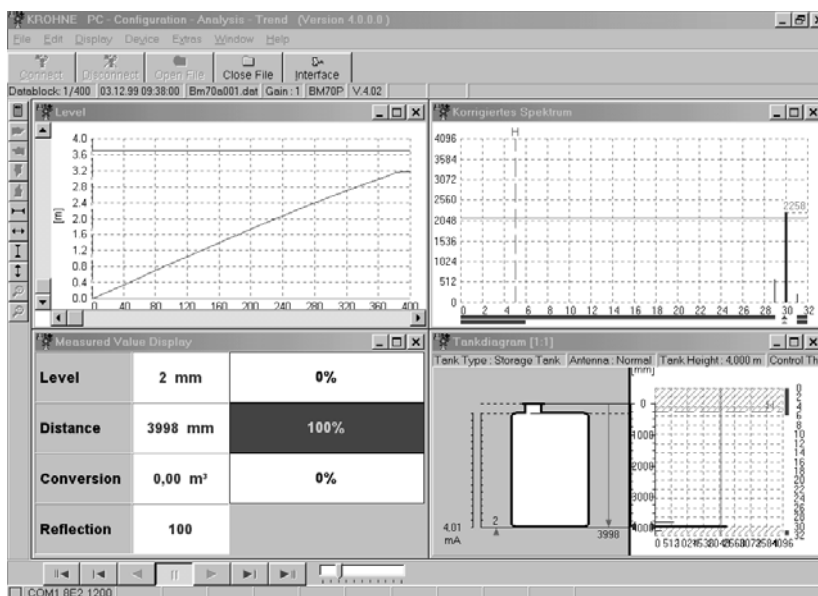 KROHNE PC - Configuration - Analysis - Trend (Version 4.0.0.0 )
File Edit Display Device Extras Window Help
Connect Disconnect Open File Close File Interface
Datablock: 1/400 03.12.99 09:38:00 Bm70a001.dat Gain : 1 BM70P V.4.02
Level
4.0
3.6
3.2
2.8
2.4
2.0
1.6
1.2
0.8
0.4
0.0
[m]
0 40 80 120 160 200 240 280 320 360 400
Korrigiertes Spektrum
H
4096
3584
3072
2560
2048
1536
1024
512
0
2258
0 2 4 6 8 10 12 14 16 18 20 22 24 26 28 30 32
Measured Value Display
Level 2 mm 0%
Distance 3998 mm 100%
Conversion 0,00 m³ 0%
Reflection 100
Tankdiagram [1:1]
Tank Type : Storage Tank Antenna : Normal Tank Height : 4,000 m Control Th
[mm]
0
1000
2000
3000
4000
4.01
mA
2
3998
0
2
4
6
8
10
12
14
16
18
20
22
24
26
28
30
32
COM1 8E2 1200